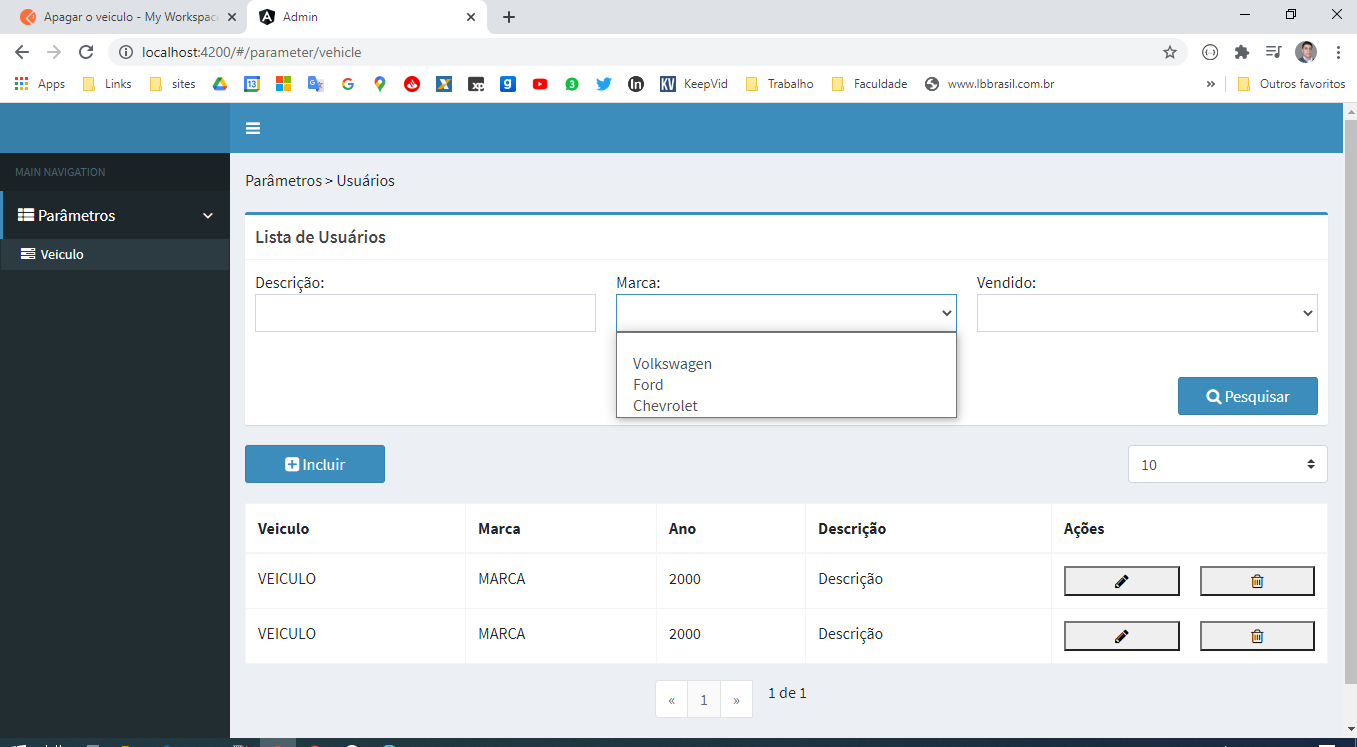 Apagar o veiculo - My Workspac
Admin
localhost:4200/#/parameter/vehicle
Apps
Links
sites
KeepVid
Trabalho
Faculdade
www.lbbrasil.com.br
»
Outros favoritos
MAIN NAVIGATION
Parâmetros
Veiculo
Parâmetros > Usuários
Lista de Usuários
Descrição:
Marca:
Vendido:
Volkswagen
Ford
Chevrolet
Pesquisar
Incluir
10
Veiculo Marca Ano Descrição Ações
VEICULO MARCA 2000 Descrição
VEICULO MARCA 2000 Descrição
« 1 » 1 de 1